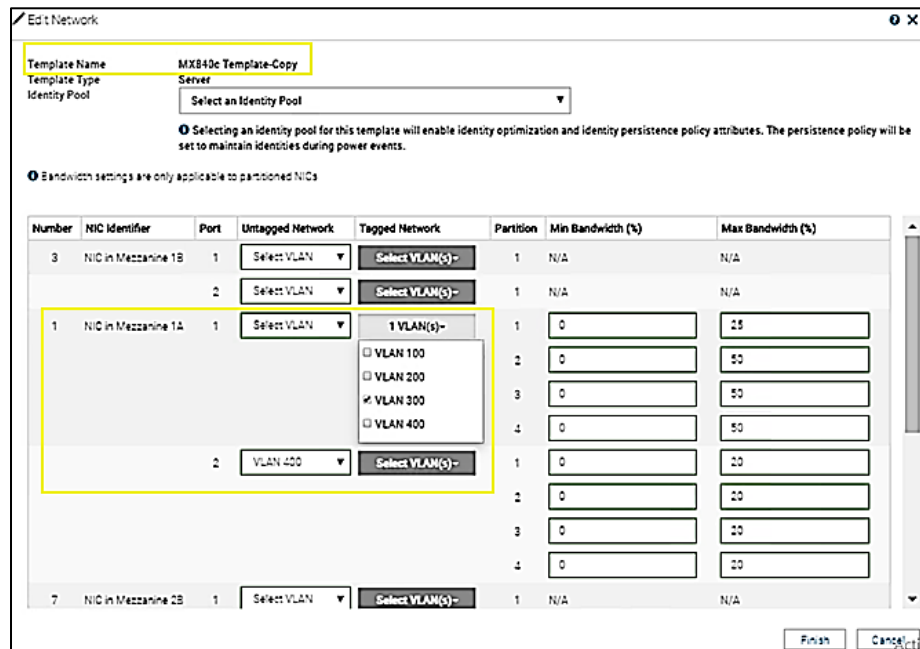 Edit Network
Template Name MX840c Template-Copy
Template Type Server
Identity Pool Select an Identity Pool
Selecting an identity pool for this template will enable identity optimization and identity persistence policy attributes. The persistence policy will be
set to maintain identities during power events.
Bandwidth settings are only applicable to partitioned NICs
Number NIC Identifier Port Untagged Network Tagged Network Partition Min Bandwidth (%) Max Bandwidth (%)
3 NIC in Mezzanine 1B 1 Select VLAN Select VLAN(s) 1 N/A N/A
2 Select VLAN Select VLAN(s) 1 N/A N/A
1 NIC in Mezzanine 1A 1 Select VLAN 1 VLAN(s) 1 0 25
VLAN 100
2 0 50
VLAN 200
VLAN 300
3 0 50
VLAN 400
4 0 50
2 VLAN 400 Select VLAN(s) 1 0 20
2 0 20
3 0 20
4 0 20
7 NIC in Mezzanine 2B 1 Select VLAN Select VLAN(s) 1 N/A N/A
Finish Cancel
Acti